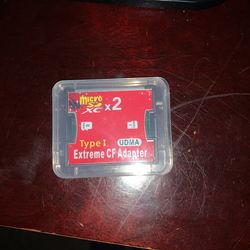 micro
SD
XC x2
Type I
UDMA
Extreme CF Adapter